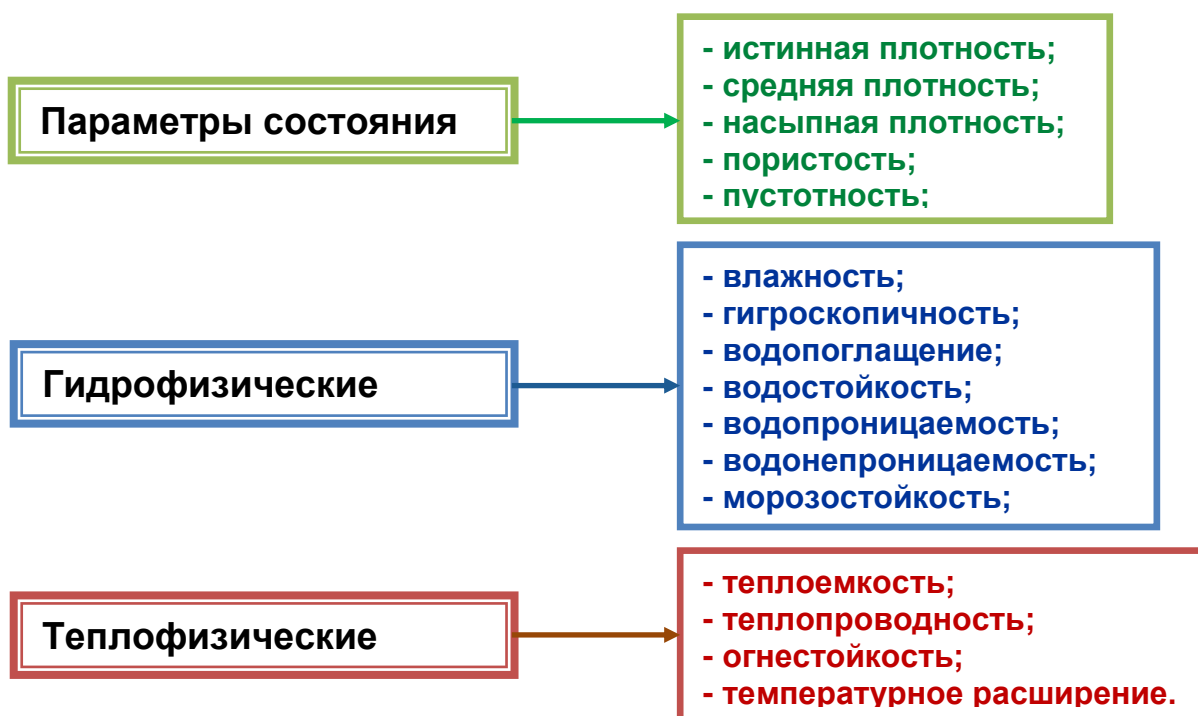 Параметры состояния
- истинная плотность;
- средняя плотность;
- насыпная плотность;
- пористость;
- пустотность;
Гидрофизические
- влажность;
- гигроскопичность;
- водопоглащение;
- водостойкость;
- водопроницаемость;
- водонепроницаемость;
- морозостойкость;
Теплофизические
- теплоемкость;
- теплопроводность;
- огнестойкость;
- температурное расширение.